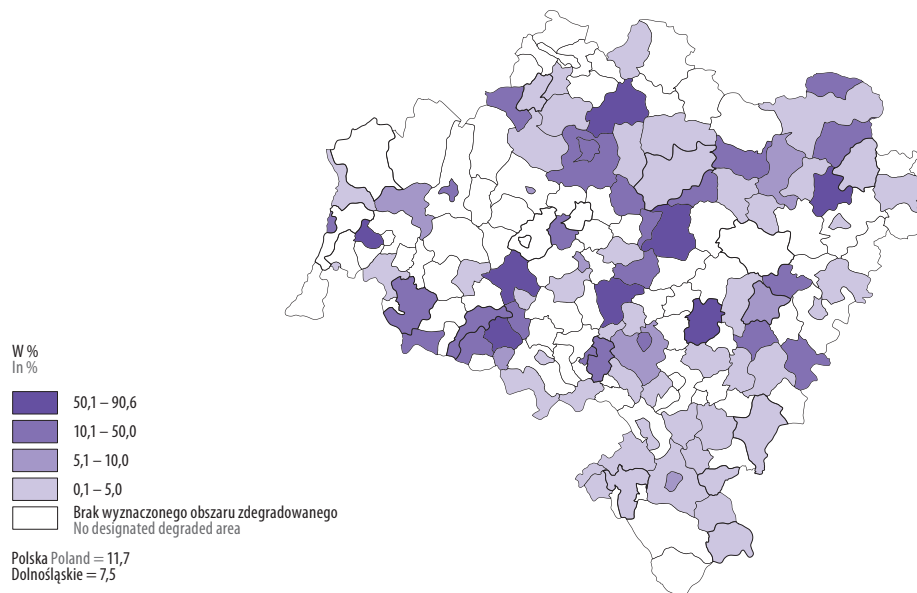 W %
In %
50,1 – 90,6
10,1 – 50,0
5,1 – 10,0
0,1 – 5,0
Brak wyznaczonego obszaru zdegradowanego
No designated degraded area
Polska Poland = 11,7
Dolnośląskie = 7,5